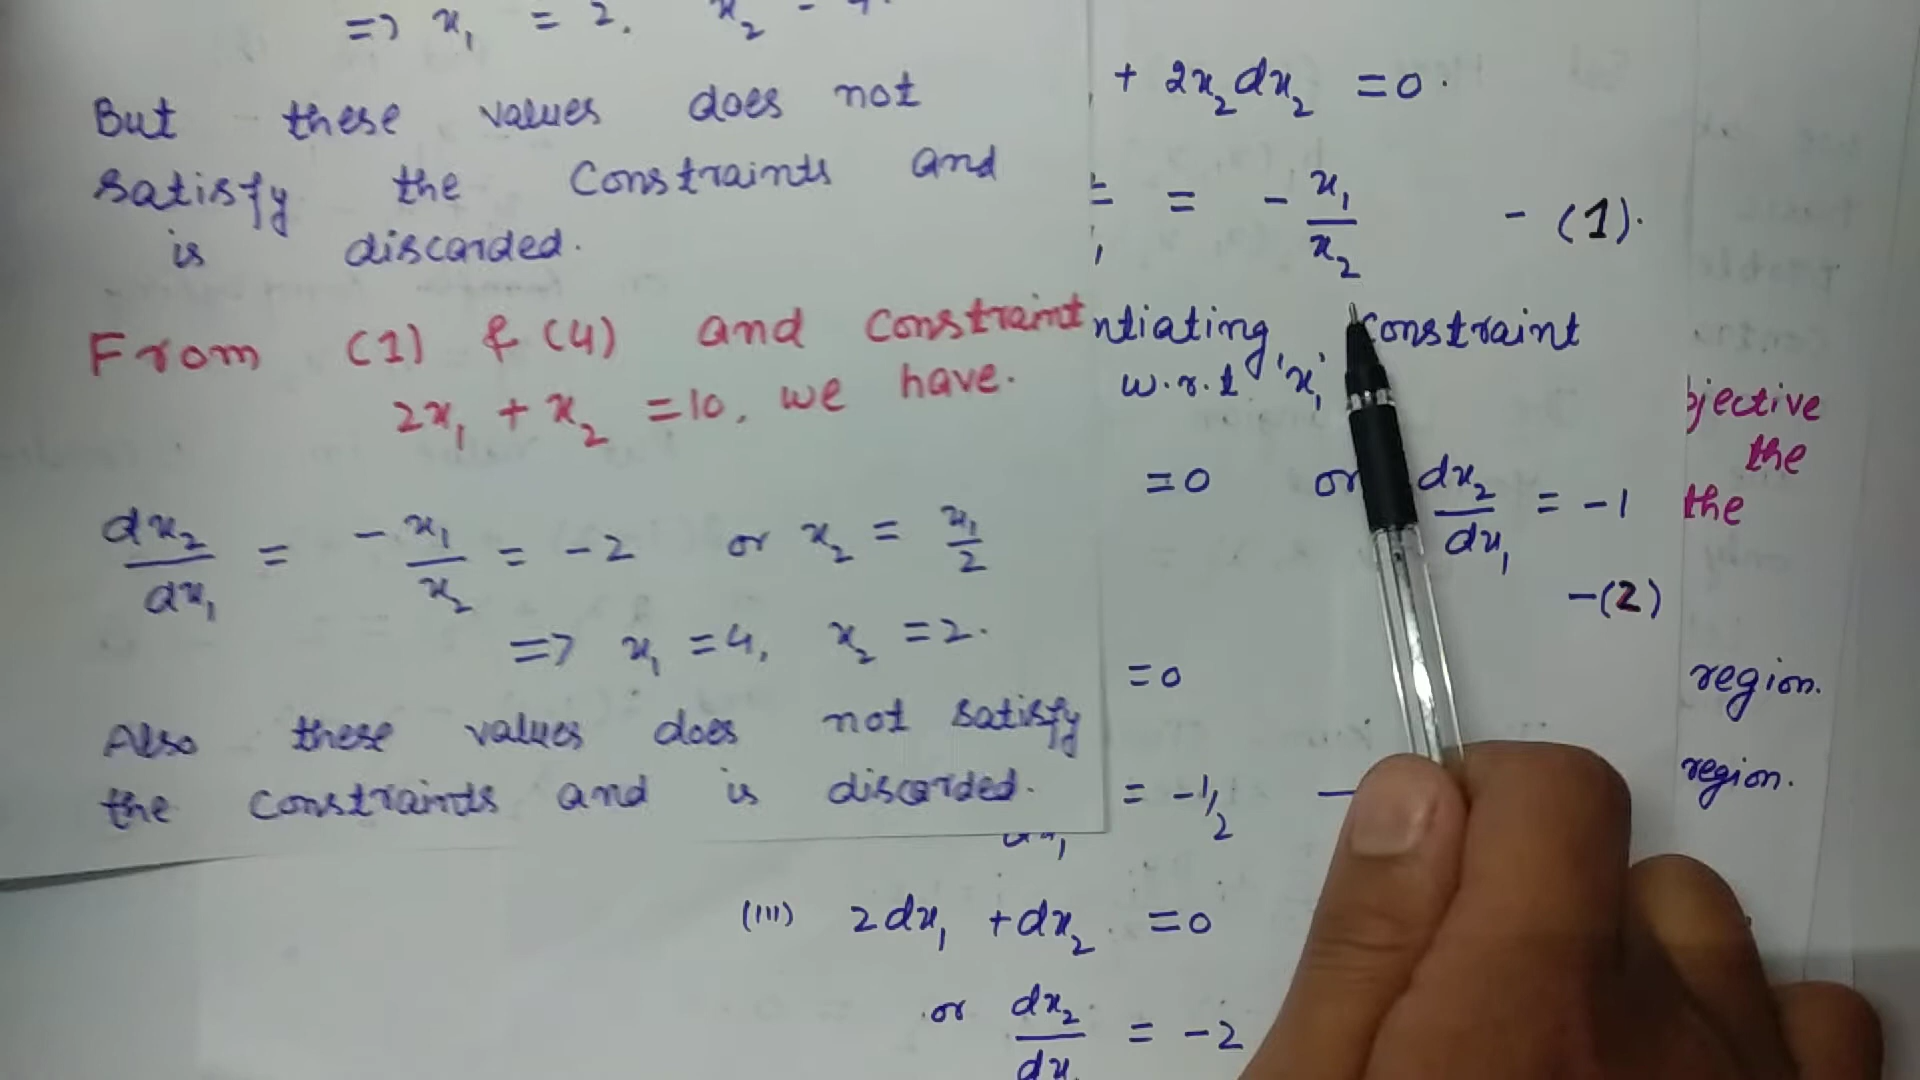 => x₁ = 2,
But these values does not
satisfy the constraints and
is discarded.
From (1) & (4) and constraint
2x₁ + x₂ = 10, we have.
dx₂/dx₁ = -x₁/x₂ = -2 or x₂ = x₁/2
=> x₁ = 4, x₂ = 2.
Also these values does not satisfy
the constraints and is discarded.
+ 2x₂dx₂ = 0.
= -x₁/x₂ - (1).
ntiating constraint
w.r.t 'x₁'
= 0 or dx₂/dx₁ = -1
-(2)
= 0
= -1/2 -
(iii) 2dx₁ + dx₂ = 0
or dx₂/dx = -2
bjective
the
the
region.
region.